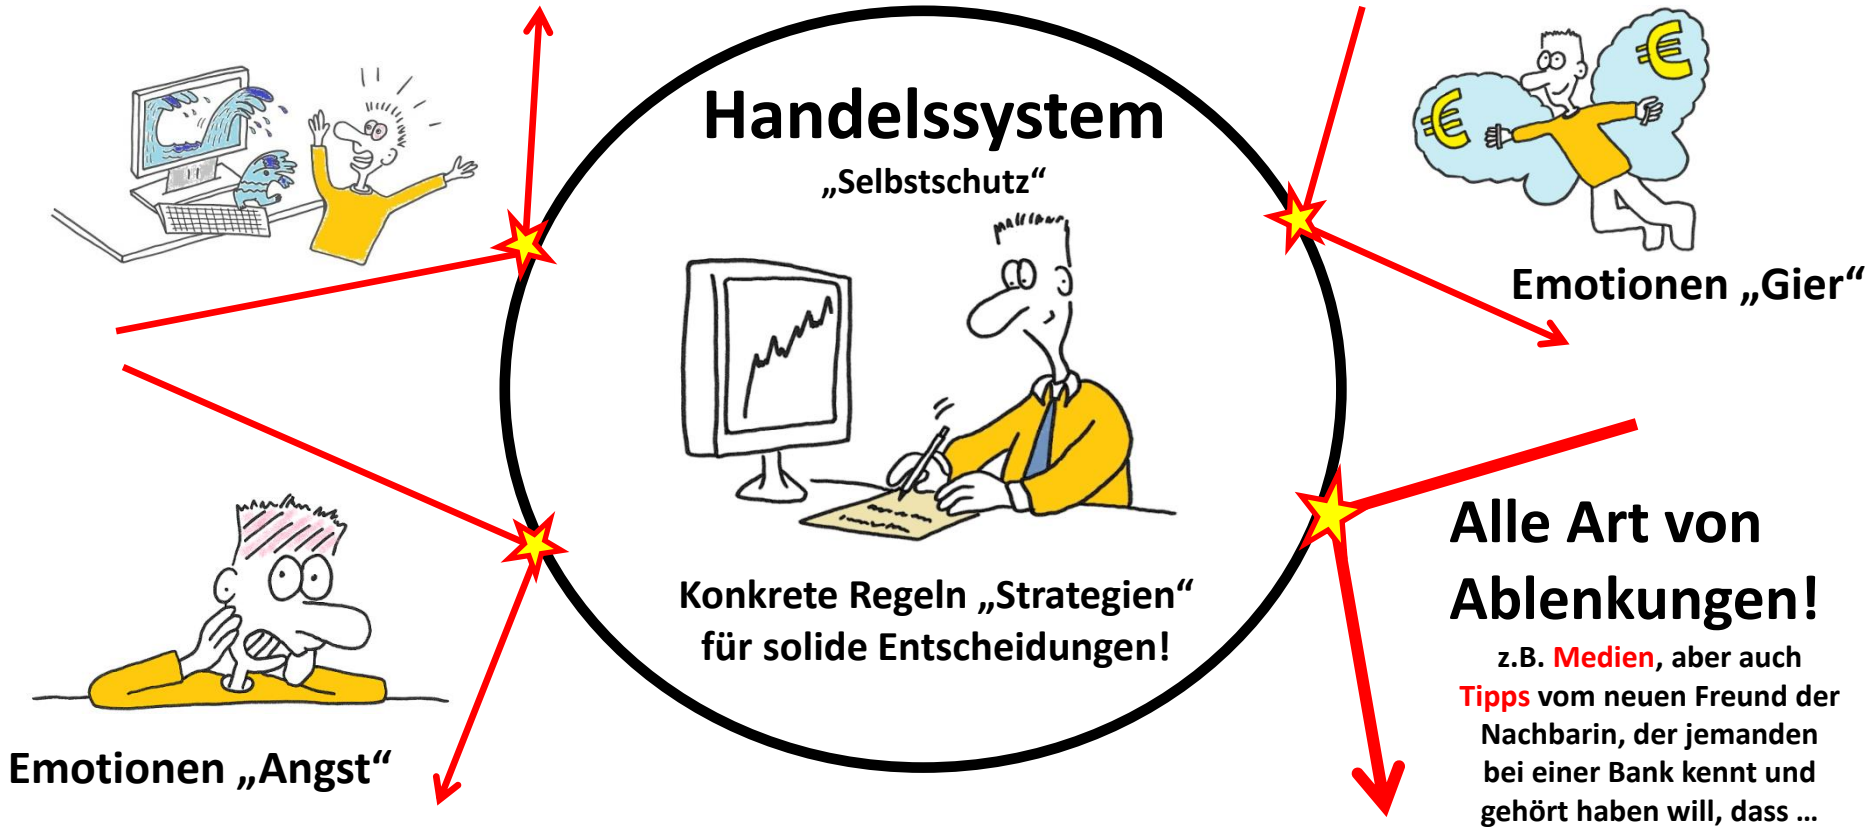 Handelssystem
„Selbstschutz“
Konkrete Regeln „Strategien“
für solide Entscheidungen!
€
€
Emotionen „Gier“
Emotionen „Angst“
Alle Art von
Ablenkungen!
z.B. Medien, aber auch
Tipps vom neuen Freund der
Nachbarin, der jemanden
bei einer Bank kennt und
gehört haben will, dass ...